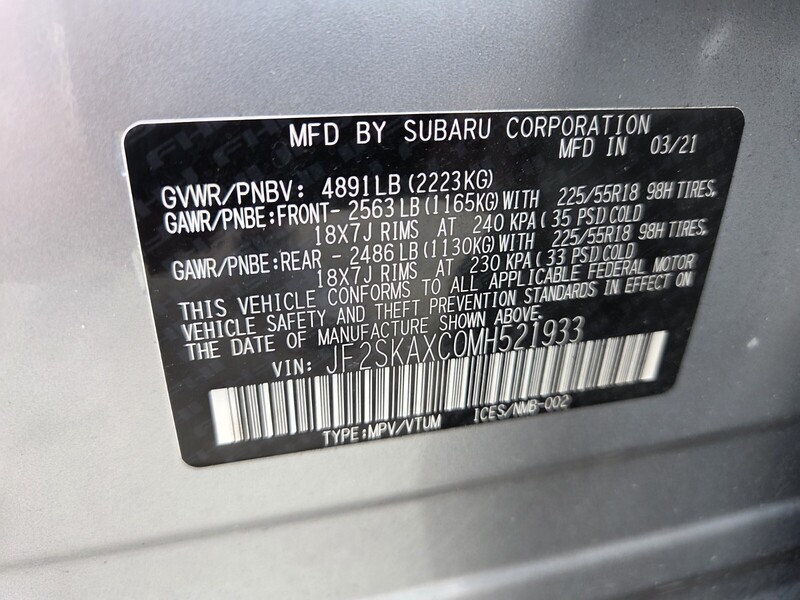 MFD BY SUBARU CORPORATION
MFD IN 03/21
GVWR/PNBV: 4891LB (2223KG)
GAWR/PNBE:FRONT- 2563LB (1165KG) WITH 225/55R18 98H TIRES,
18X7J RIMS AT 240 KPA( 35 PSI) COLD
GAWR/PNBE:REAR - 2486LB (1130KG) WITH 225/55R18 98H TIRES,
18X7J RIMS AT 230 KPA( 33 PSI) COLD
THIS VEHICLE CONFORMS TO ALL APPLICABLE FEDERAL MOTOR
VEHICLE SAFETY AND THEFT PREVENTION STANDARDS IN EFFECT ON
THE DATE OF MANUFACTURE SHOWN ABOVE.
VIN: JF2SKAXC0MH521933
TYPE:MPV/VTUM ICES/NMB-002